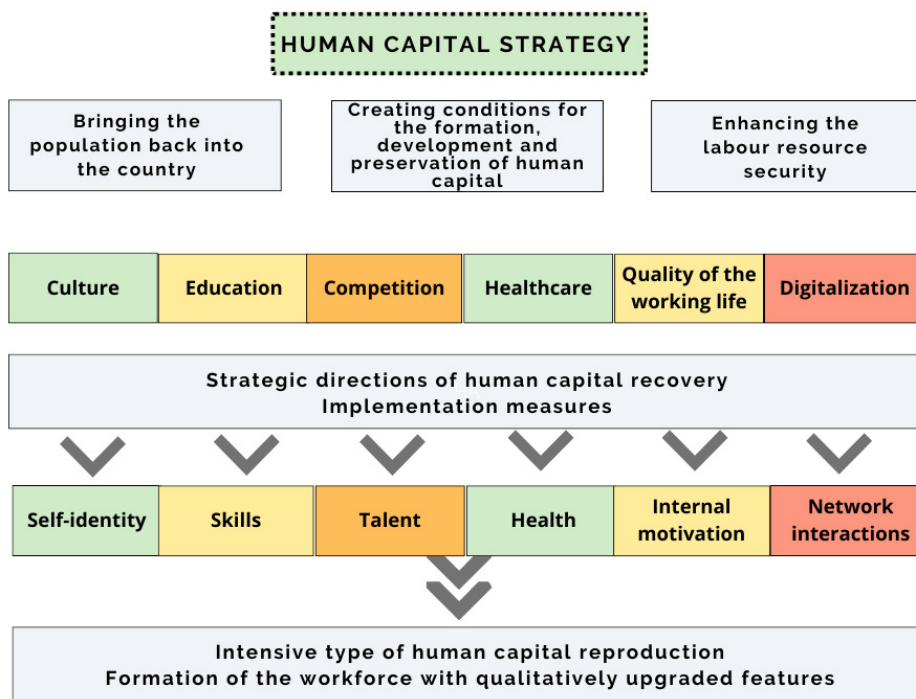 HUMAN CAPITAL STRATEGY
Bringing the
population back into
the country
Creating conditions for
the formation,
development and
preservation of human
capital
Enhancing the
labour resource
security
Culture
Education
Competition
Healthcare
Quality of the
working life
Digitalization
Strategic directions of human capital recovery
Implementation measures
Self-identity
Skills
Talent
Health
Internal
motivation
Network
interactions
Intensive type of human capital reproduction
Formation of the workforce with qualitatively upgraded features